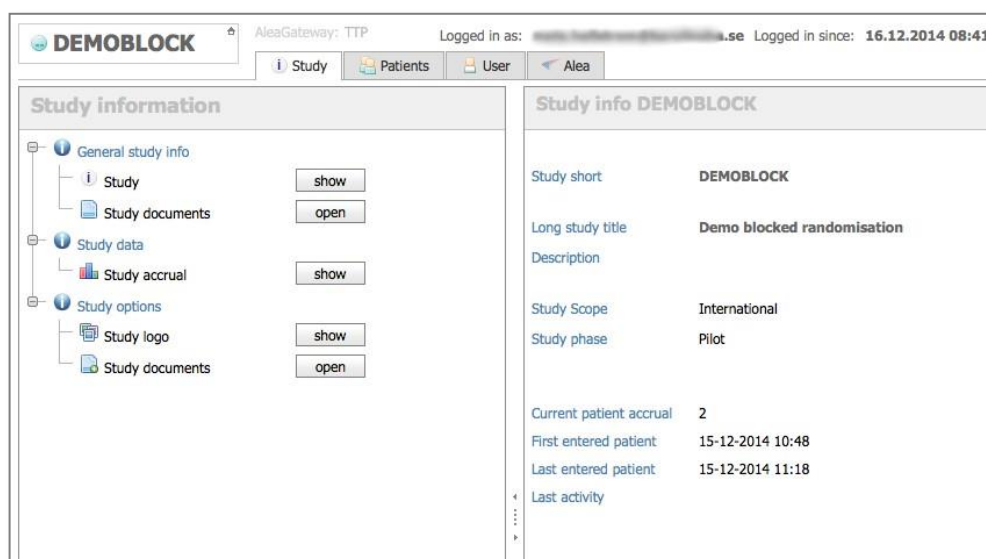 DEMOBLOCK
AleaGateway: TTP
Logged in as: .se Logged in since: 16.12.2014 08:41
Study Patients User Alea
Study information
General study info
Study show
Study documents open
Study data
Study accrual show
Study options
Study logo show
Study documents open
Study info DEMOBLOCK
Study short DEMOBLOCK
Long study title Demo blocked randomisation
Description
Study Scope International
Study phase Pilot
Current patient accrual 2
First entered patient 15-12-2014 10:48
Last entered patient 15-12-2014 11:18
Last activity